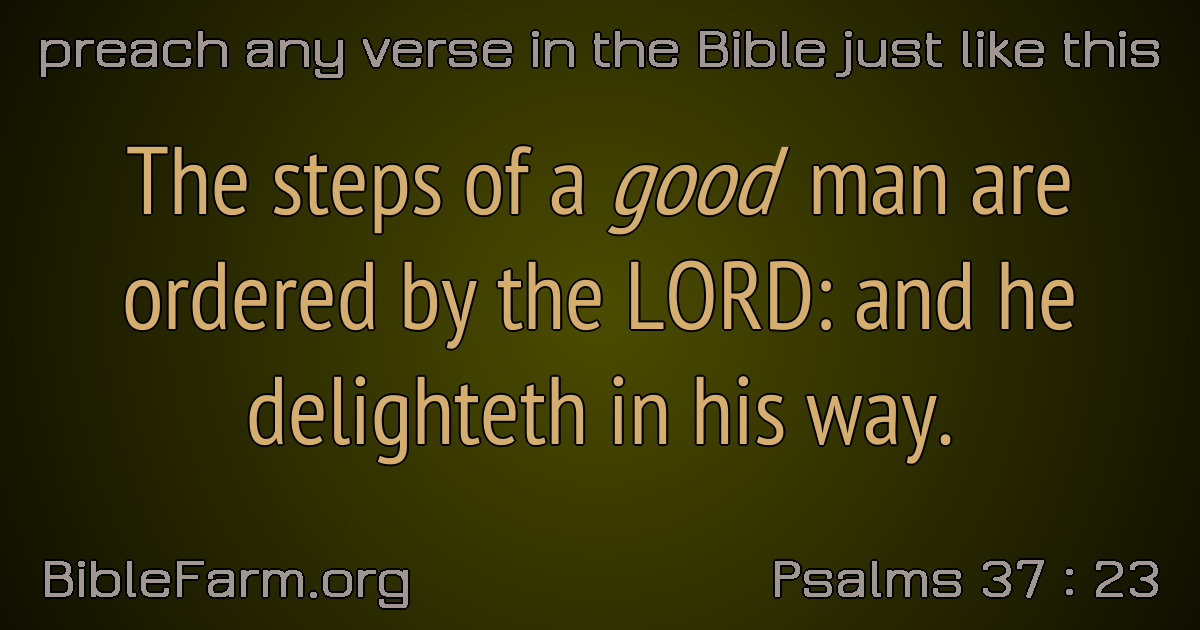 preach any verse in the Bible just like this
The steps of a good man are
ordered by the LORD: and he
delighteth in his way.
BibleFarm.org
Psalms 37 : 23